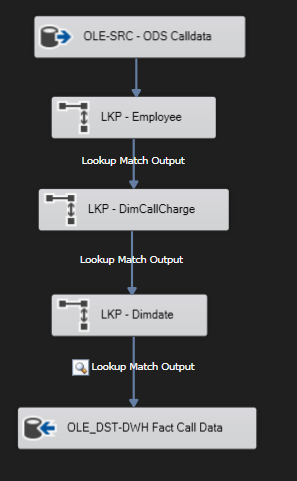 OLE-SRC - ODS Calldata
LKP - Employee
Lookup Match Output
LKP - DimCallCharge
Lookup Match Output
LKP - Dimdate
Lookup Match Output
OLE_DST-DWH Fact Call Data